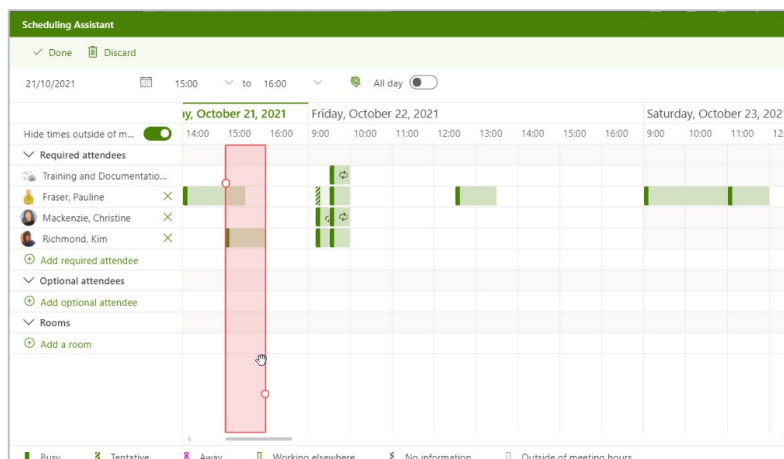 Scheduling Assistant
Done Discard
21/10/2021 15:00 to 16:00 All day
ay, October 21, 2021 Friday, October 22, 2021 Saturday, October 23, 202
Hide times outside of m... 14:00 15:00 16:00 9:00 10:00 11:00 12:00 13:00 14:00 15:00 16:00 9:00 10:00 11:00 12:
Required attendees
Training and Documentatio...
Fraser, Pauline
Mackenzie, Christine
Richmond, Kim
Add required attendee
Optional attendees
Add optional attendee
Rooms
Add a room
Busy Tentative Away Working elsewhere No information Outside of meeting hours